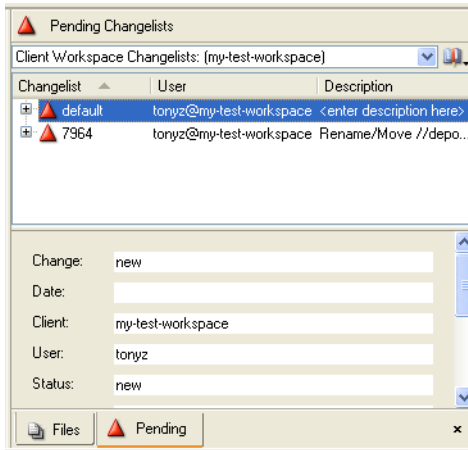 Pending Changelists
Client Workspace Changelists: (my-test-workspace)
Changelist User Description
default tonyz@my-test-workspace <enter description here>
7964 tonyz@my-test-workspace Rename/Move //depo...
Change: new
Date:
Client: my-test-workspace
User: tonyz
Status: new
Files Pending x